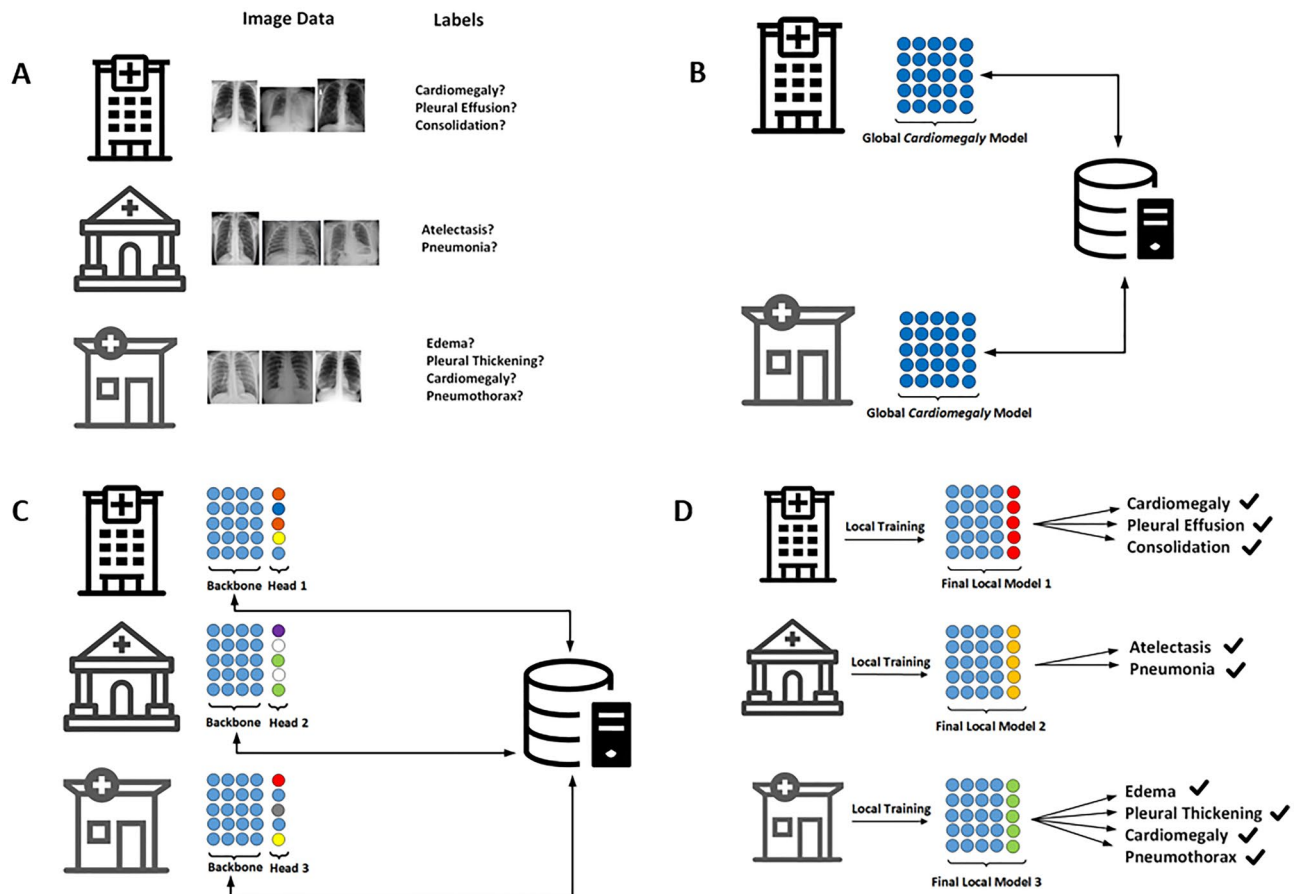 Image Data
Labels
A
Cardiomegaly?
Pleural Effusion?
Consolidation?
Atelectasis?
Pneumonia?
Edema?
Pleural Thickening?
Cardiomegaly?
Pneumothorax?
B
Global Cardiomegaly Model
Global Cardiomegaly Model
C
Backbone Head 1
Backbone Head 2
Backbone Head 3
D
Local Training
Final Local Model 1
Cardiomegaly
Pleural Effusion
Consolidation
Local Training
Final Local Model 2
Atelectasis
Pneumonia
Local Training
Final Local Model 3
Edema
Pleural Thickening
Cardiomegaly
Pneumothorax